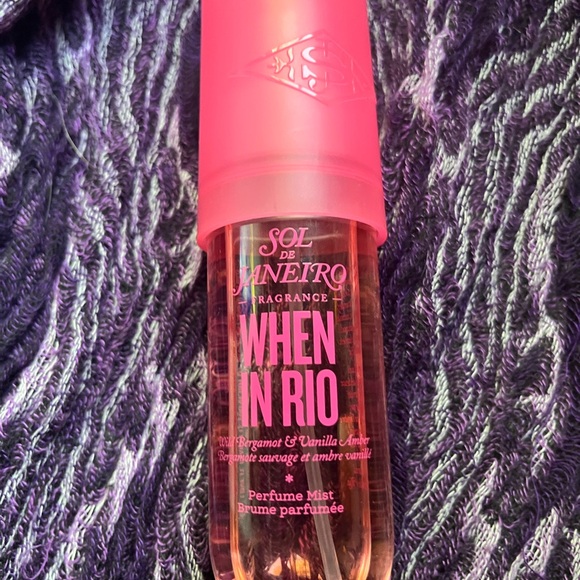 SOL
DE
JANEIRO
FRAGRANCE
WHEN
IN RIO
Wild Bergamot & Vanilla Amber
Bergamote sauvage et ambre vanillé
*
Perfume Mist
Brume parfumée